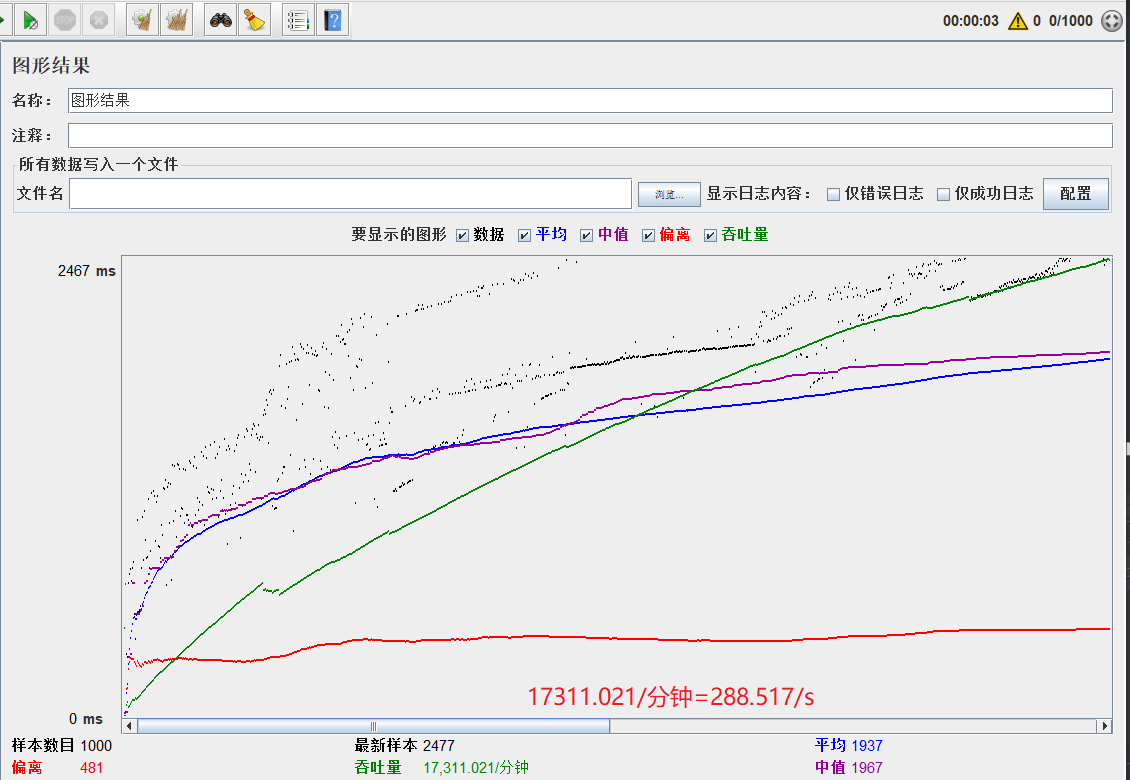 STOP
00:00:03 0 0/1000
图形结果
名称： 图形结果
注释：
所有数据写入一个文件
文件名 浏览... 显示日志内容： 仅错误日志 仅成功日志 配置
要显示的图形 数据 平均 中值 偏离 吞吐量
2467 ms
17311.021/分钟=288.517/s
0 ms
样本数目 1000 最新样本 2477 平均 1937
偏离 481 吞吐量 17,311.021/分钟 中值 1967